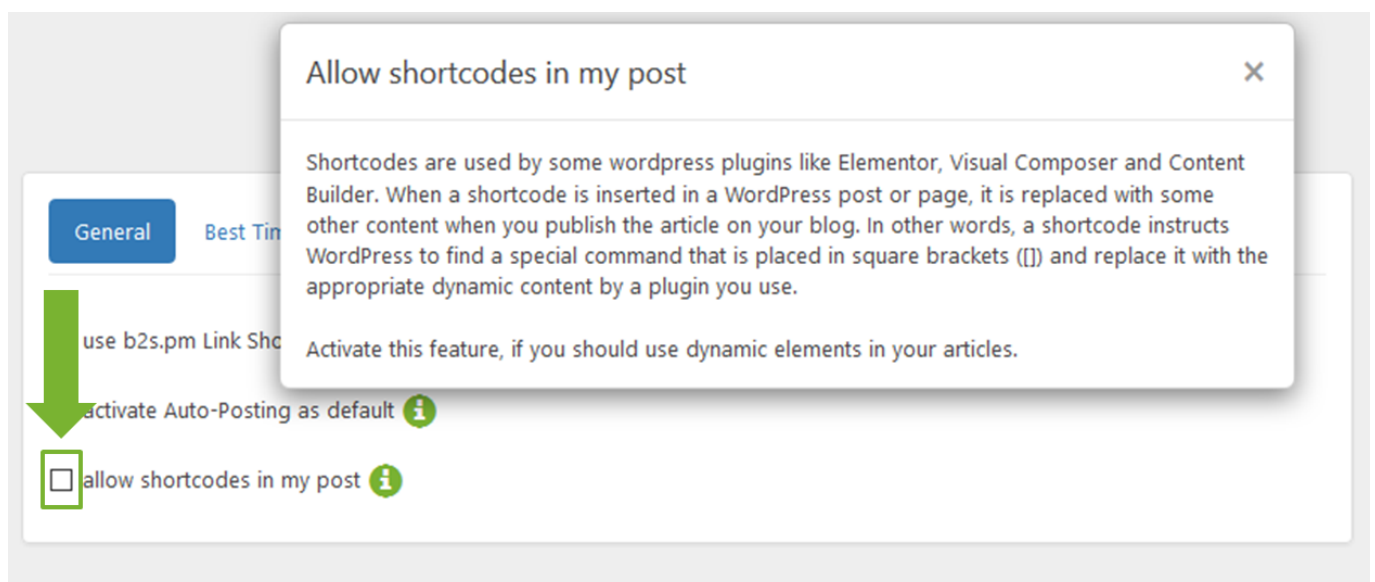 Allow shortcodes in my post ×
Shortcodes are used by some wordpress plugins like Elementor, Visual Composer and Content
Builder. When a shortcode is inserted in a WordPress post or page, it is replaced with some
other content when you publish the article on your blog. In other words, a shortcode instructs
WordPress to find a special command that is placed in square brackets ([]) and replace it with the
appropriate dynamic content by a plugin you use.
Activate this feature, if you should use dynamic elements in your articles.
General
Best Tim
use b2s.pm Link Sho
activate Auto-Posting as default
allow shortcodes in my post